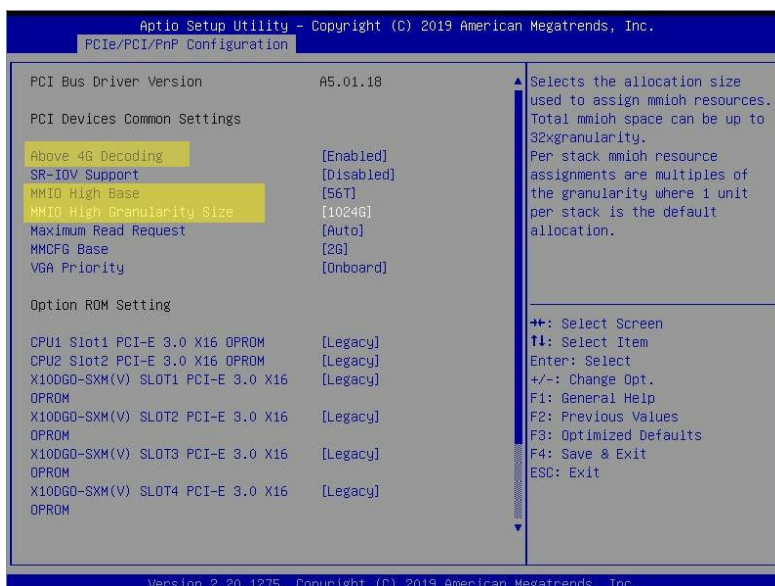 Aptio Setup Utility – Copyright (C) 2019 American Megatrends, Inc.
PCIe/PCI/PnP Configuration
PCI Bus Driver Version A5.01.18
PCI Devices Common Settings
Above 4G Decoding [Enabled]
SR-IOV Support [Disabled]
MMIO High Base [56T]
MMIO High Granularity Size [1024G]
Maximum Read Request [Auto]
MMCFG Base [2G]
VGA Priority [Onboard]
Option ROM Setting
CPU1 Slot1 PCI-E 3.0 X16 OPROM [Legacy]
CPU2 Slot2 PCI-E 3.0 X16 OPROM [Legacy]
X10DGO-SXM(V) SLOT1 PCI-E 3.0 X16 [Legacy]
OPROM
X10DGO-SXM(V) SLOT2 PCI-E 3.0 X16 [Legacy]
OPROM
X10DGO-SXM(V) SLOT3 PCI-E 3.0 X16 [Legacy]
OPROM
X10DGO-SXM(V) SLOT4 PCI-E 3.0 X16 [Legacy]
OPROM
Selects the allocation size
used to assign mmioh resources.
Total mmioh space can be up to
32xgranularity.
Per stack mmioh resource
assignments are multiples of
the granularity where 1 unit
per stack is the default
allocation.
→←: Select Screen
↑↓: Select Item
Enter: Select
+/-: Change Opt.
F1: General Help
F2: Previous Values
F3: Optimized Defaults
F4: Save & Exit
ESC: Exit
Version 2.20.1275. Copyright (C) 2019 American Megatrends, Inc.